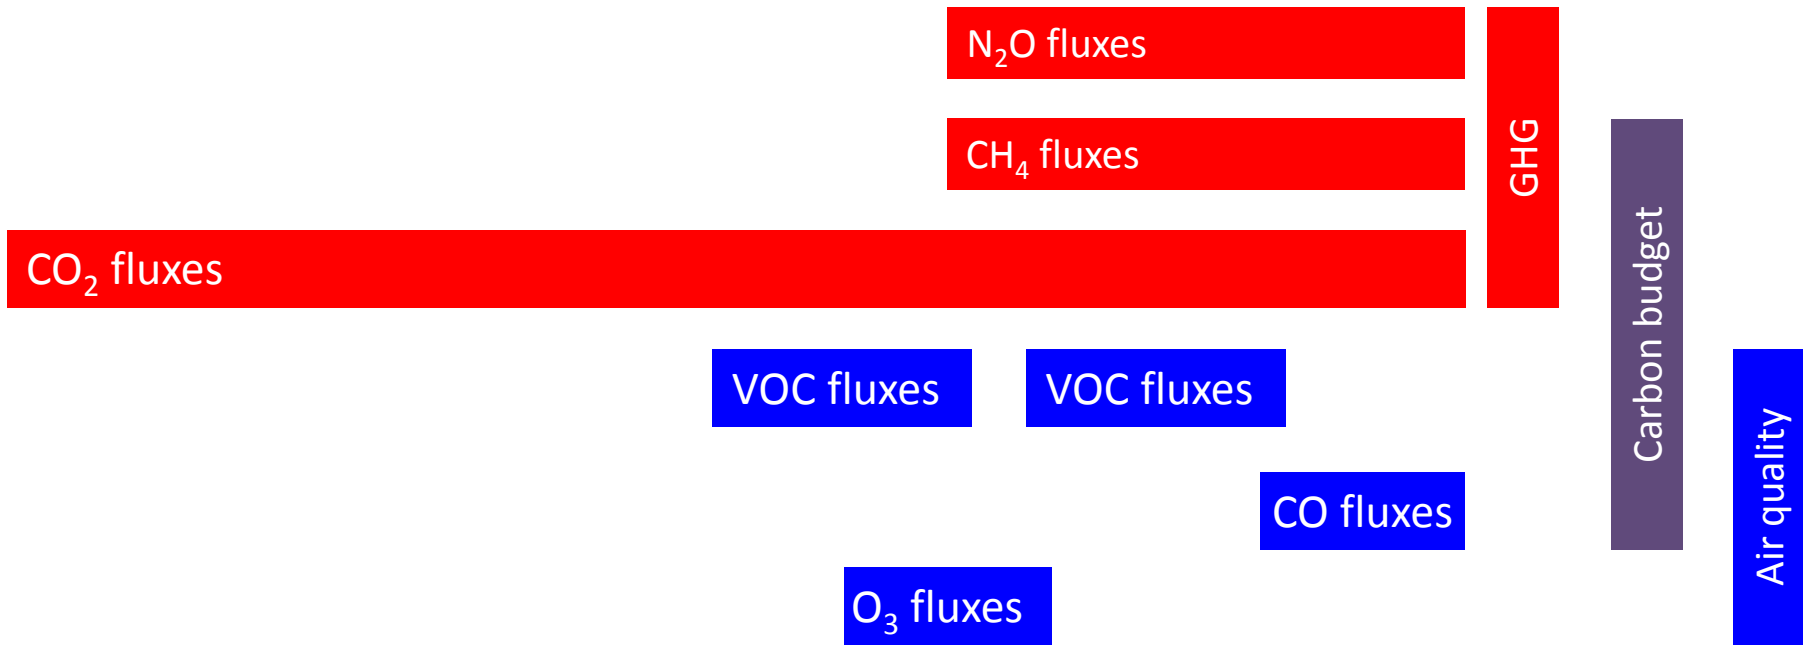 N₂O fluxes
CH₄ fluxes
CO₂ fluxes
VOC fluxes
VOC fluxes
CO fluxes
O₃ fluxes
GHG
Carbon budget
Air quality